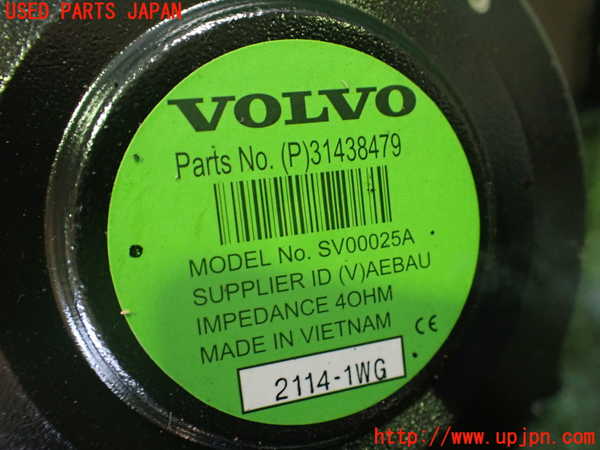 USED PARTS JAPAN
VOLVO
Parts No. (P)31438479
MODEL No. SV00025A
SUPPLIER ID (V)AEBAU
IMPEDANCE 4OHM
MADE IN VIETNAM
CE
2114-1WG
http://www.upjpn.com/